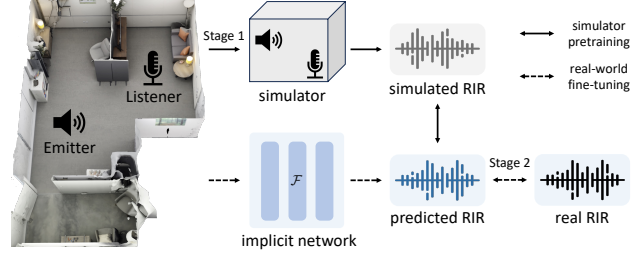 Stage 1
simulator
pretraining
real-world
fine-tuning
Listener
simulator
simulated RIR
Emitter
Stage 2
F
implicit network
predicted RIR
real RIR